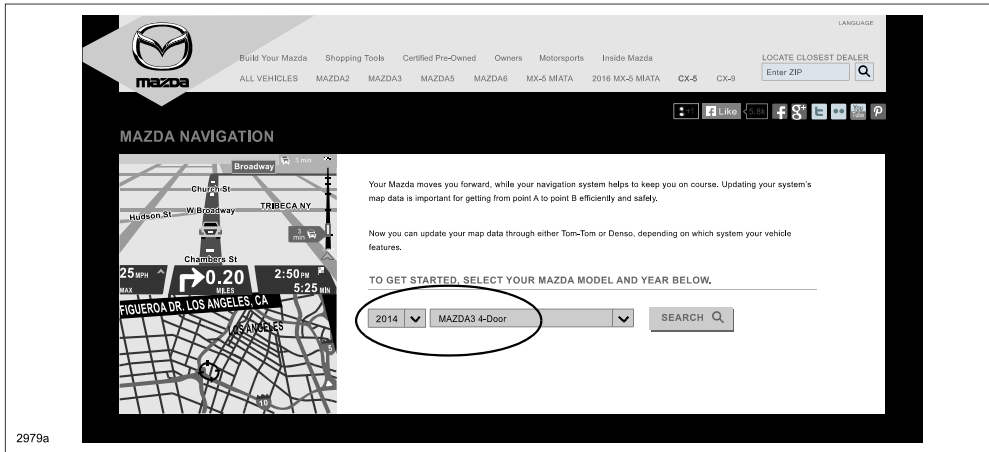 LANGUAGE
mazda
Build Your Mazda Shopping Tools Certified Pre-Owned Owners Motorsports Inside Mazda
LOCATE CLOSEST DEALER
ALL VEHICLES MAZDA2 MAZDA3 MAZDA5 MAZDA6 MX-5 MIATA 2016 MX-5 MIATA CX-5 CX-9
Enter ZIP
+1 f Like 5.8k f g+ t You Tube P
MAZDA NAVIGATION
Broadway 3 min
Church St
W Broadway TRIBECA NY
Hudson St
3 min
Chambers St
25 MPH MAX 0.20 MILES 2:50 PM 5:25 MIN
FIGUEROA DR. LOS ANGELES, CA
LOS ANGELES
5
10
Your Mazda moves you forward, while your navigation system helps to keep you on course. Updating your system's
map data is important for getting from point A to point B efficiently and safely.
Now you can update your map data through either Tom-Tom or Denso, depending on which system your vehicle
features.
TO GET STARTED, SELECT YOUR MAZDA MODEL AND YEAR BELOW.
2014 MAZDA3 4-Door SEARCH
2979a